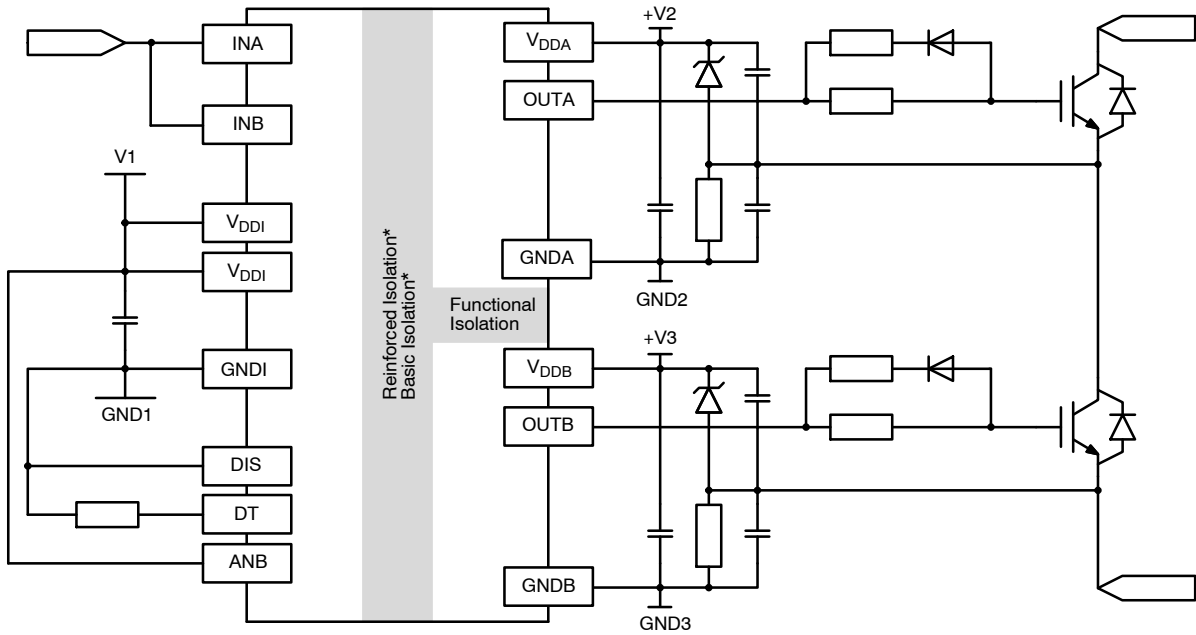 INA
INB
V1
VDDI
VDDI
GNDI
GND1
DIS
DT
ANB
Reinforced Isolation*
Basic Isolation*
Functional
Isolation
VDDA
OUTA
GNDA
VDDB
OUTB
GNDB
+V2
GND2
+V3
GND3